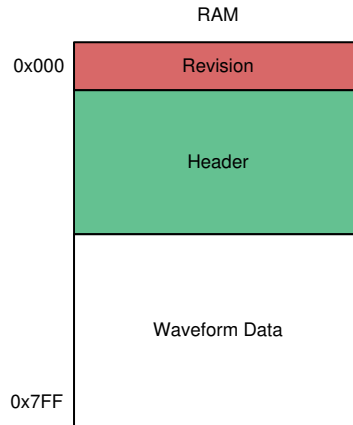 RAM
0x000
Revision
Header
Waveform Data
0x7FF